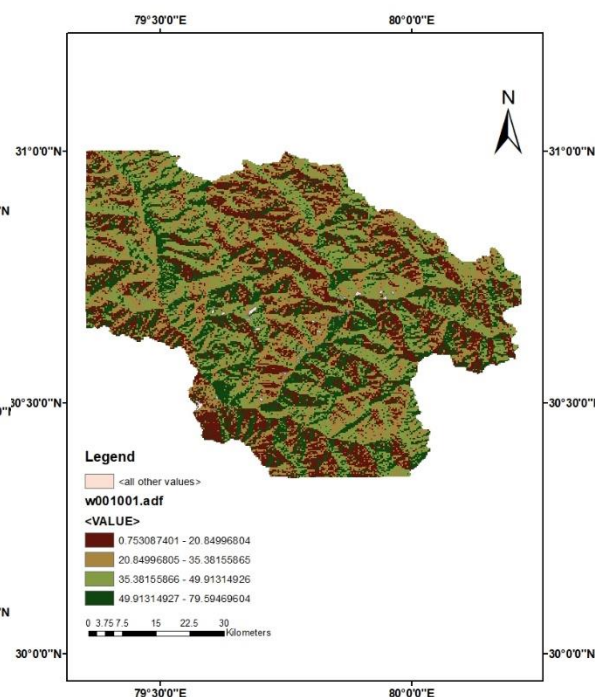 79°30'0"E 80°0'0"E
N
31°0'0"N 31°0'0"N
N
30°30'0"N 30°30'0"N
Legend
<all other values>
w001001.adf
<VALUE>
0.753087401 - 20.84996804
20.84996805 - 35.38155865
35.38155866 - 49.91314926
49.91314927 - 79.59469604
0 3.75 7.5 15 22.5 30
Kilometers
N
30°0'0"N 30°0'0"N
79°30'0"E 80°0'0"E